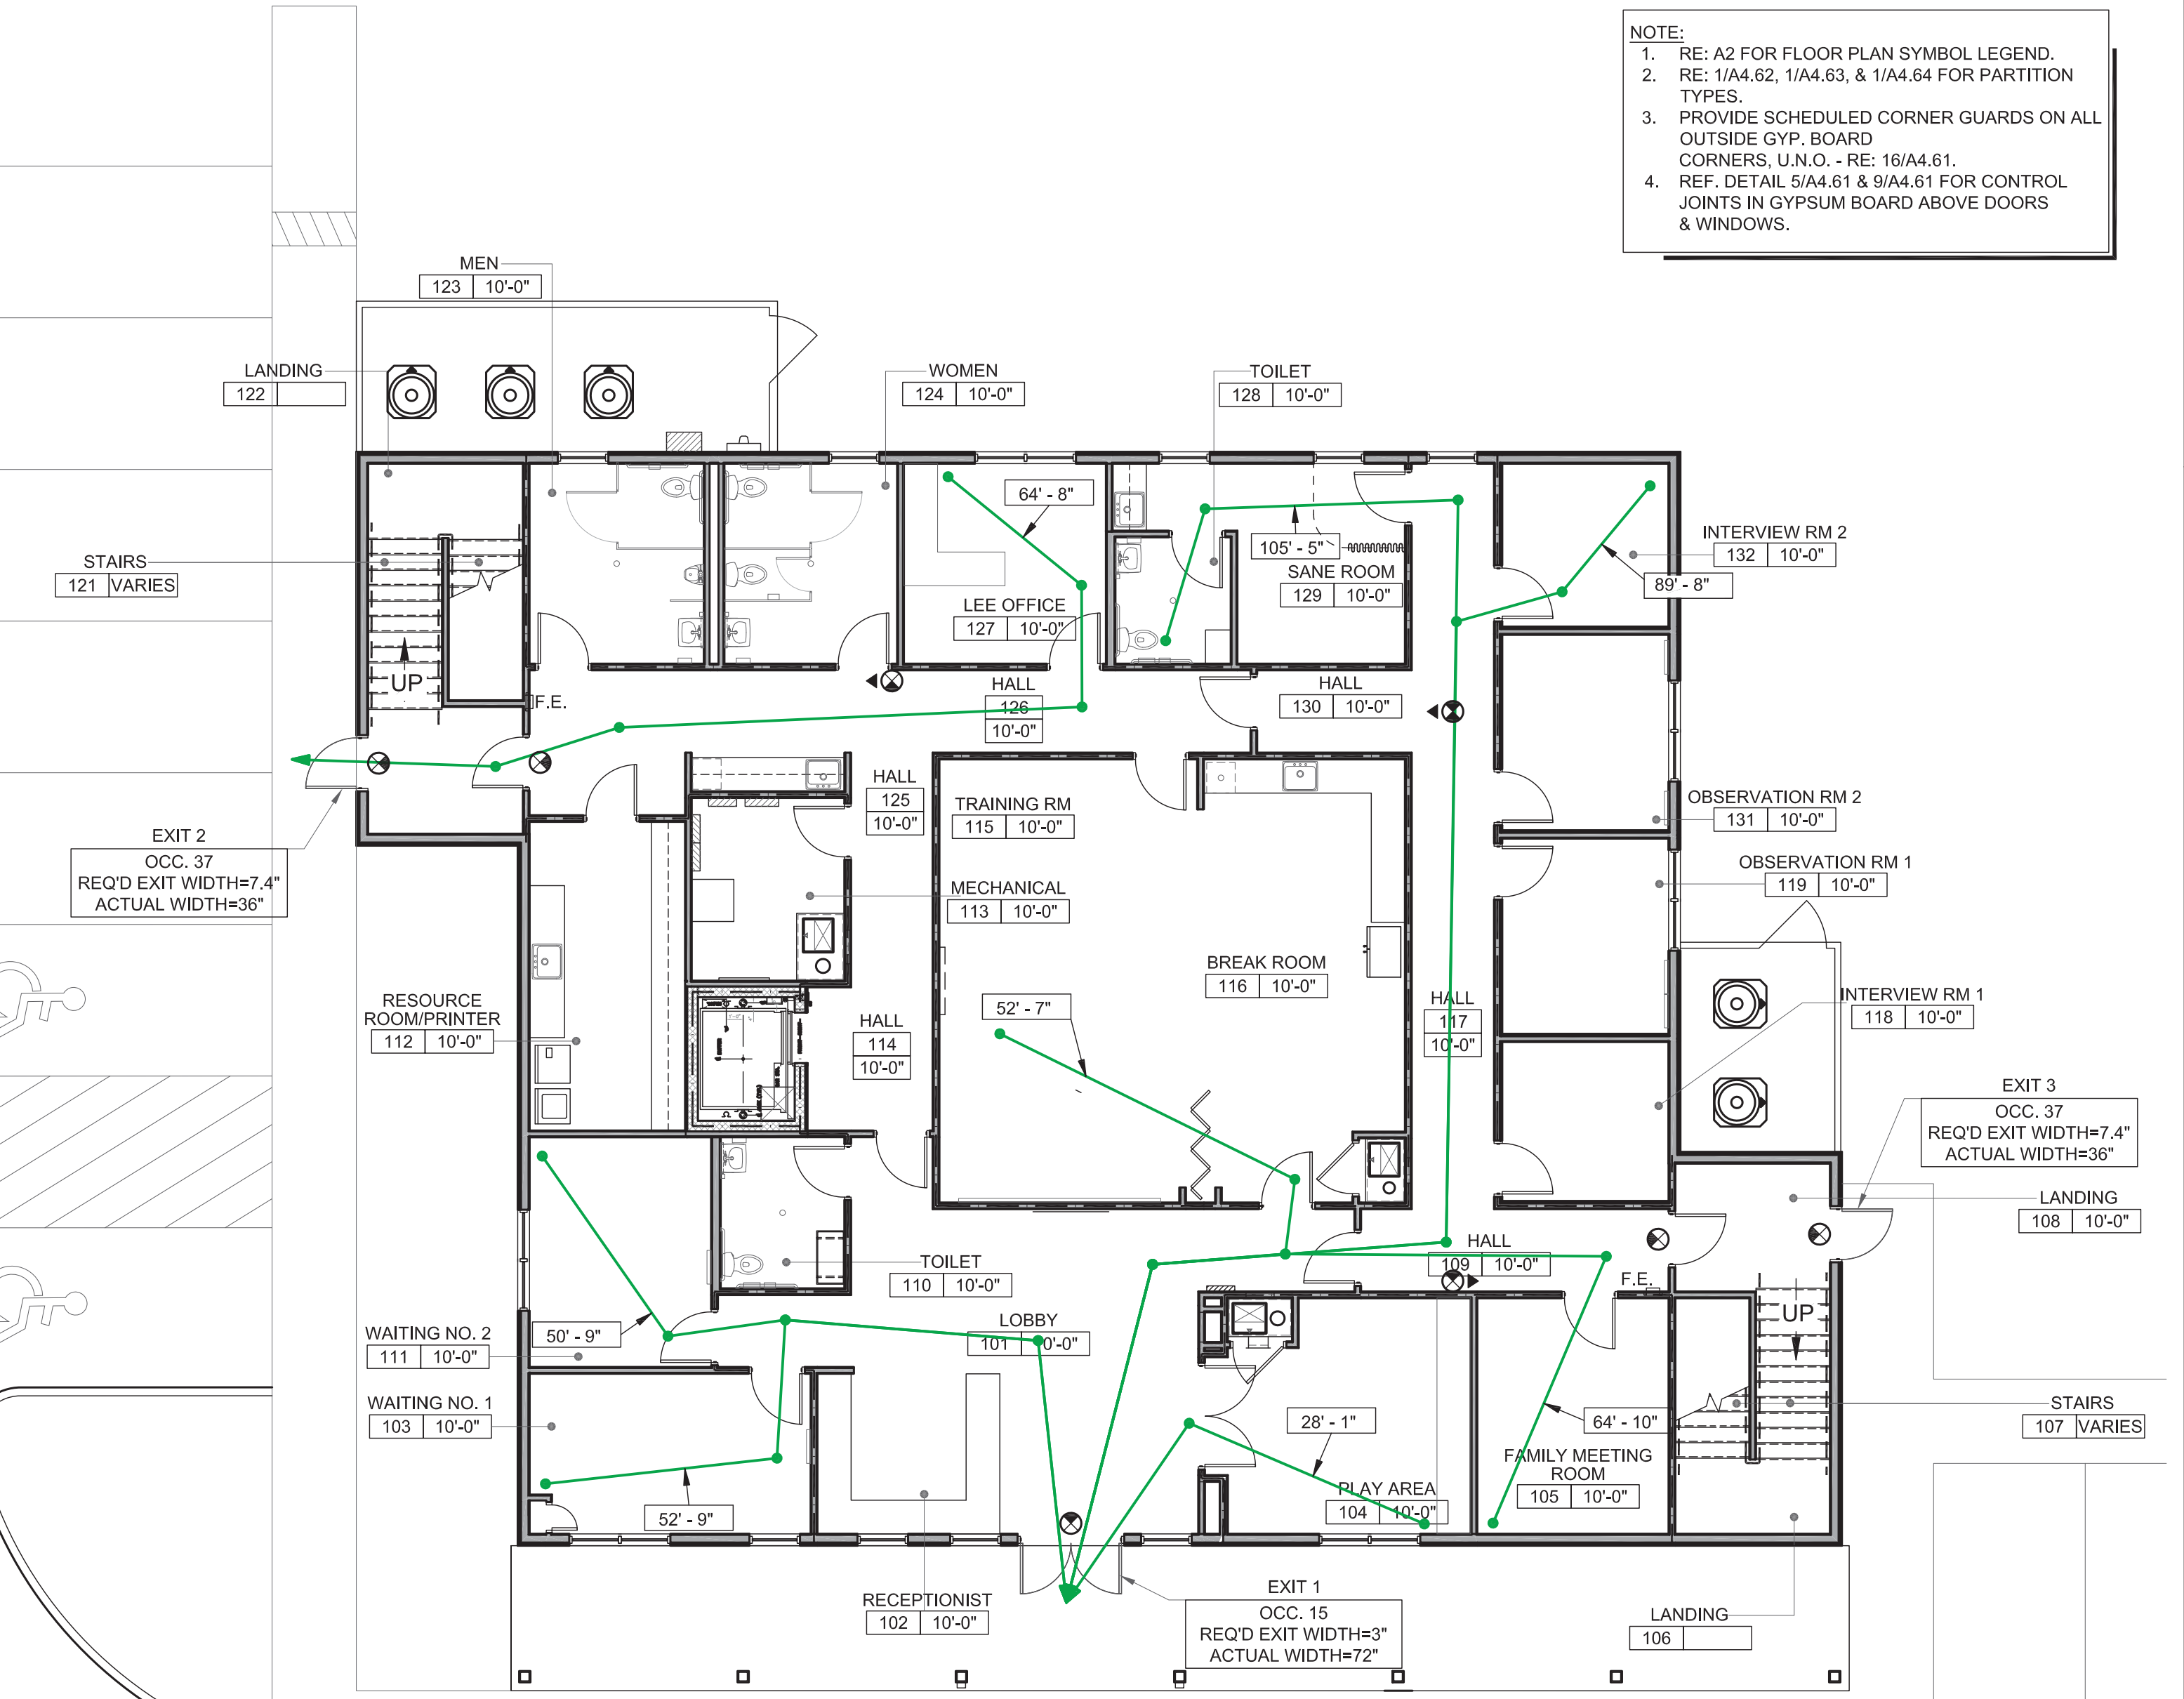 NOTE:
1. RE: A2 FOR FLOOR PLAN SYMBOL LEGEND.
2. RE: 1/A4.62, 1/A4.63, & 1/A4.64 FOR PARTITION
TYPES.
3. PROVIDE SCHEDULED CORNER GUARDS ON ALL
OUTSIDE GYP. BOARD
CORNERS, U.N.O. - RE: 16/A4.61.
4. REF. DETAIL 5/A4.61 & 9/A4.61 FOR CONTROL
JOINTS IN GYPSUM BOARD ABOVE DOORS
& WINDOWS.
MEN
123 10'-0"
LANDING
122
WOMEN
124 10'-0"
TOILET
128 10'-0"
64' - 8"
105' - 5"
INTERVIEW RM 2
132 10'-0"
STAIRS
121 VARIES
SANE ROOM
129 10'-0"
89' - 8"
LEE OFFICE
127 10'-0"
UP
F.E.
HALL
126
10'-0"
HALL
130 10'-0"
HALL
125
10'-0"
TRAINING RM
115 10'-0"
OBSERVATION RM 2
131 10'-0"
EXIT 2
OCC. 37
REQ'D EXIT WIDTH=7.4"
ACTUAL WIDTH=36"
OBSERVATION RM 1
119 10'-0"
MECHANICAL
113 10'-0"
BREAK ROOM
116 10'-0"
RESOURCE
ROOM/PRINTER
112 10'-0"
52' - 7"
HALL
114
10'-0"
HALL
117
10'-0"
INTERVIEW RM 1
118 10'-0"
EXIT 3
OCC. 37
REQ'D EXIT WIDTH=7.4"
ACTUAL WIDTH=36"
LANDING
108 10'-0"
TOILET
110 10'-0"
HALL
109 10'-0"
F.E.
UP
WAITING NO. 2
111 10'-0"
50' - 9"
LOBBY
101 10'-0"
WAITING NO. 1
103 10'-0"
28' - 1"
64' - 10"
STAIRS
107 VARIES
FAMILY MEETING
ROOM
105 10'-0"
PLAY AREA
104 10'-0"
52' - 9"
RECEPTIONIST
102 10'-0"
EXIT 1
OCC. 15
REQ'D EXIT WIDTH=3"
ACTUAL WIDTH=72"
LANDING
106